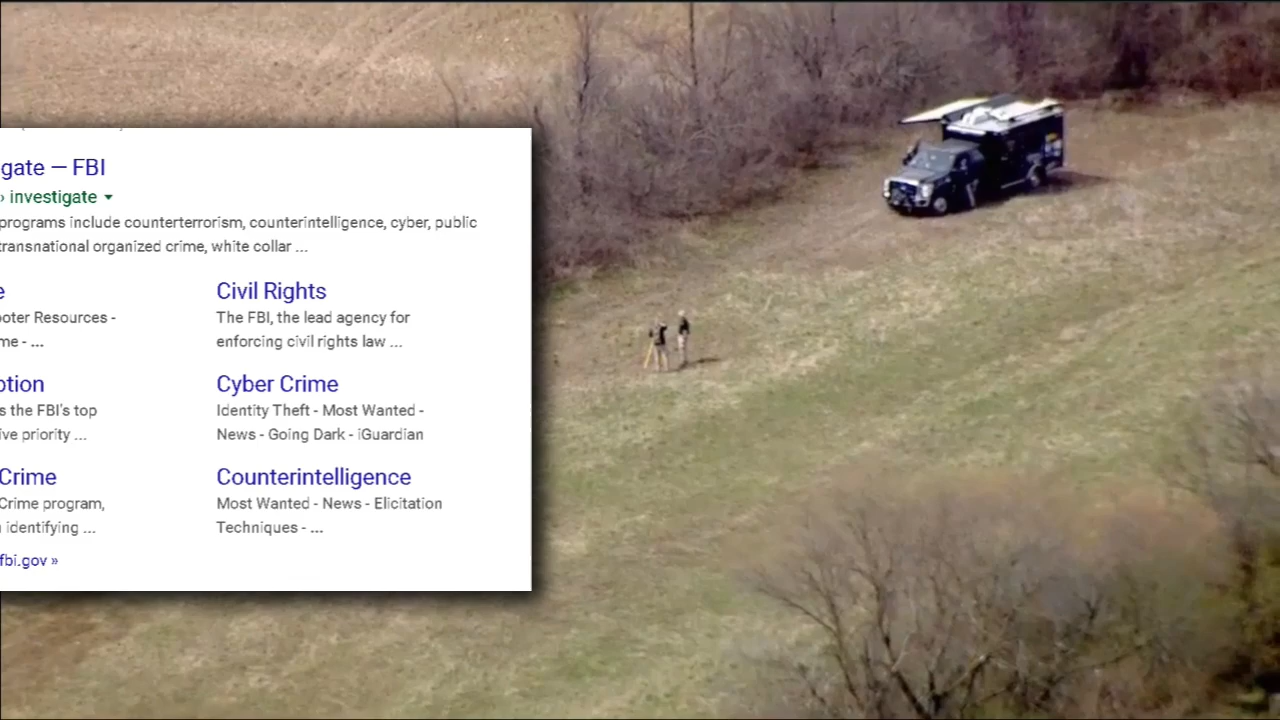 gate — FBI
› investigate
programs include counterterrorism, counterintelligence, cyber, public
transnational organized crime, white collar ...
e
Civil Rights
oter Resources -
The FBI, the lead agency for
me - ...
enforcing civil rights law ...
ption
Cyber Crime
s the FBI's top
Identity Theft - Most Wanted -
ive priority ...
News - Going Dark - iGuardian
Crime
Counterintelligence
Crime program,
Most Wanted - News - Elicitation
identifying ...
Techniques - ...
fbi.gov »